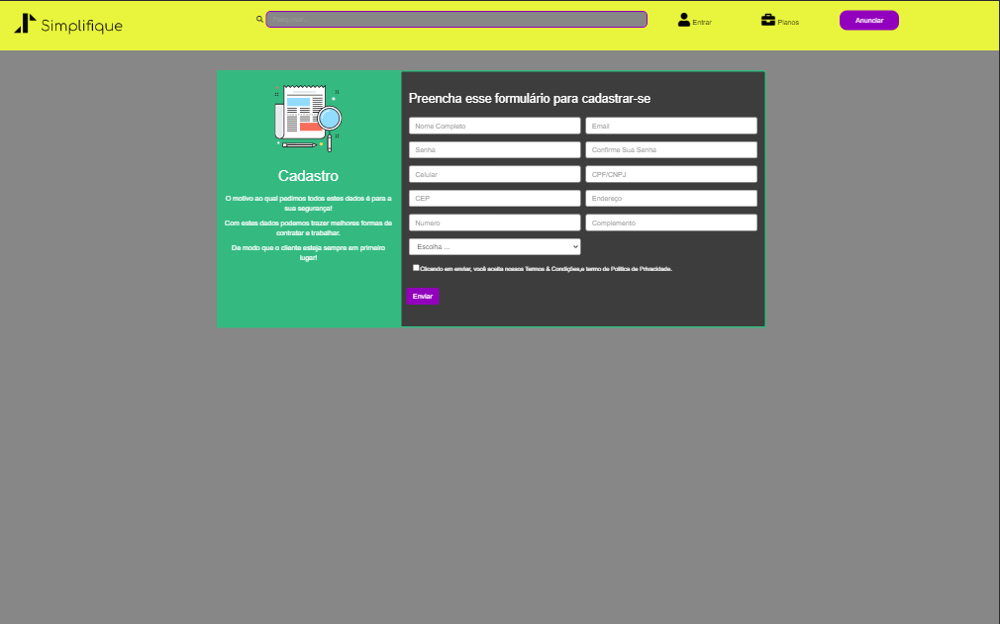 Simplifique
Pesquisar...
Entrar
Planos
Anunciar
Cadastro
O motivo ao qual pedimos todos estes dados é para a
sua segurança!
Com estes dados podemos trazer melhores formas de
contratar e trabalhar.
De modo que o cliente esteja sempre em primeiro
lugar!
Preencha esse formulário para cadastrar-se
Nome Completo
Email
Senha
Confirme Sua Senha
Celular
CPF/CNPJ
CEP
Endereço
Numero
Complemento
Escolha ...
Clicando em enviar, você aceita nossos Termos & Condições,e termo de Politica de Privacidade.
Enviar